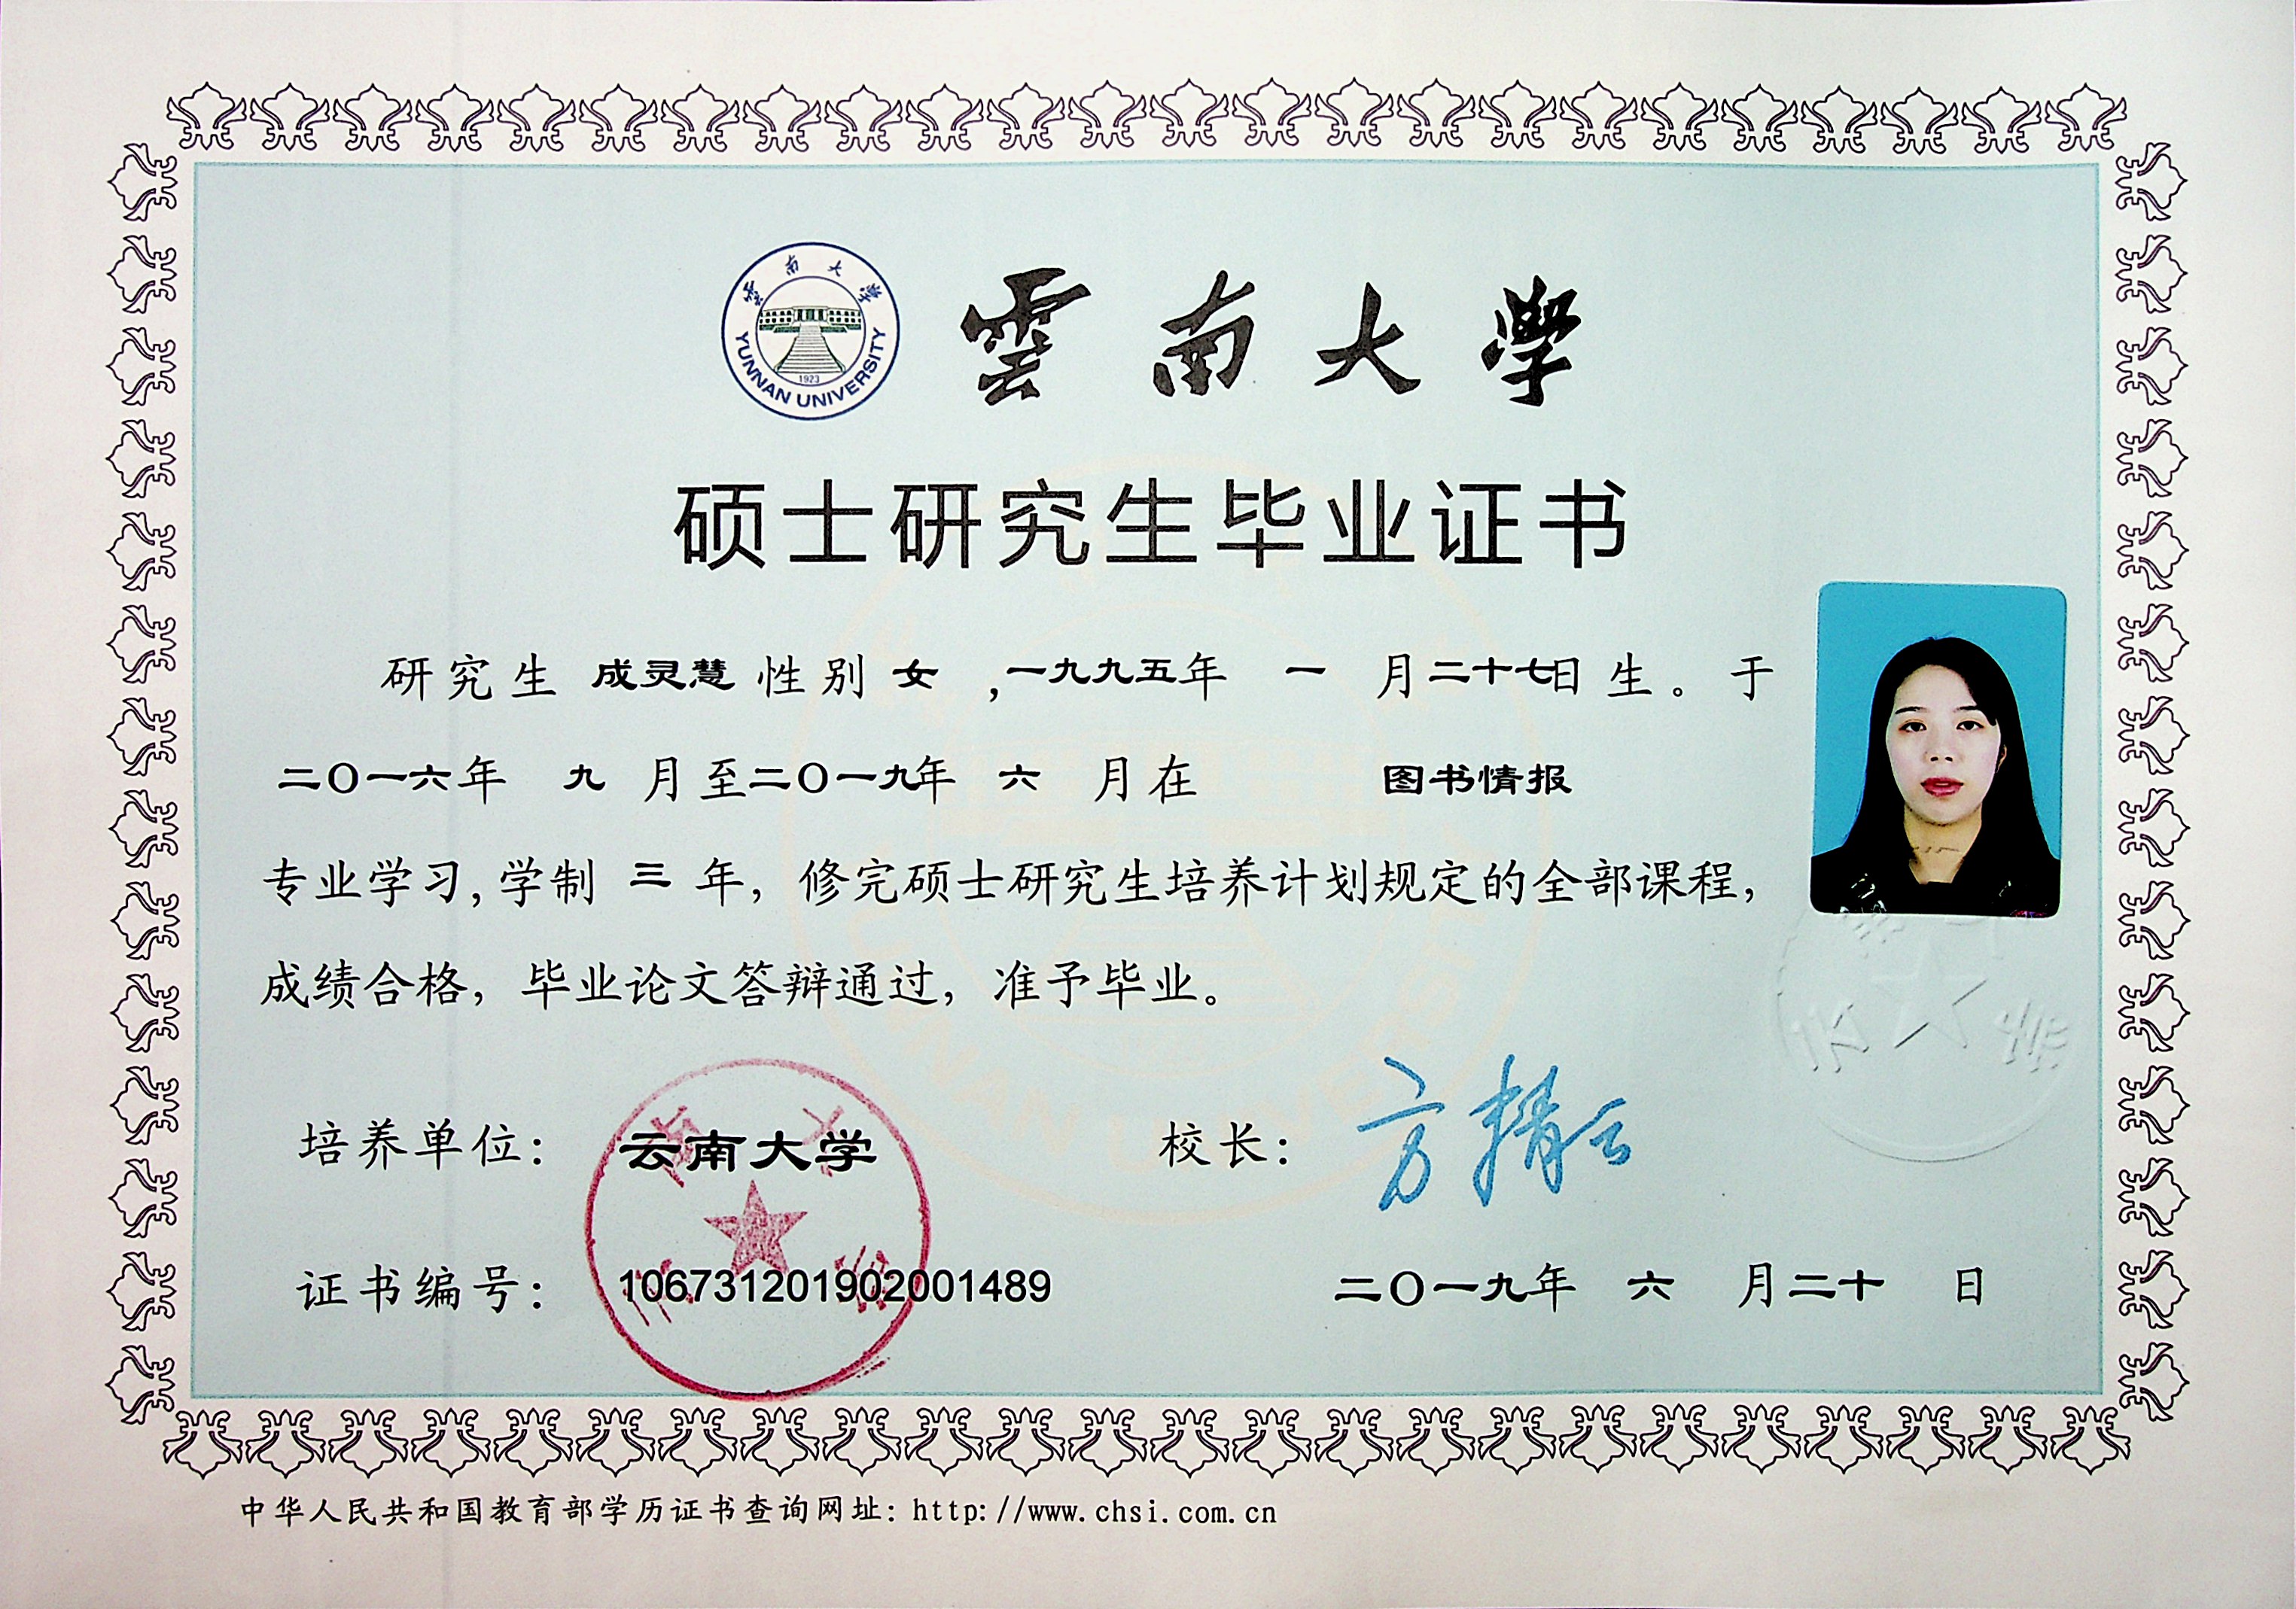 雲南大學
雲南大學
YUNNAN UNIVERSITY
1923
硕士研究生毕业证书
研究生 成灵慧 性别 女 ,一九九五年 一 月二十七日 生。于
二〇一六年 九 月至二〇一九年 六 月在 图书情报
专业学习,学制 三 年，修完硕士研究生培养计划规定的全部课程，
成绩合格，毕业论文答辩通过，准予毕业。
培养单位： 云南大学 校长： 方精云
证书编号： 106731201902001489 二〇一九年 六 月二十 日
中华人民共和国教育部学历证书查询网址：http://www.chsi.com.cn